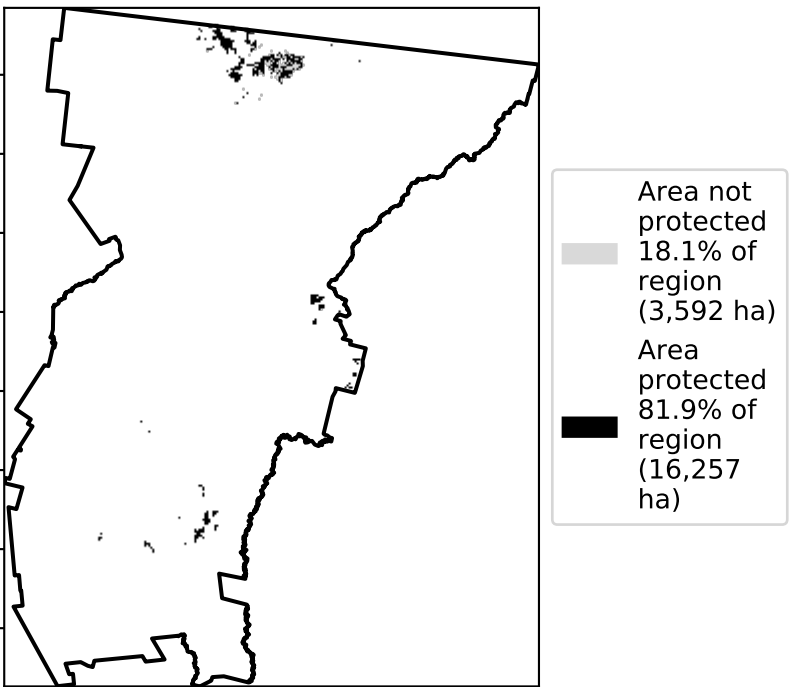 Area not
protected
18.1% of
region
(3,592 ha)
Area
protected
81.9% of
region
(16,257
ha)